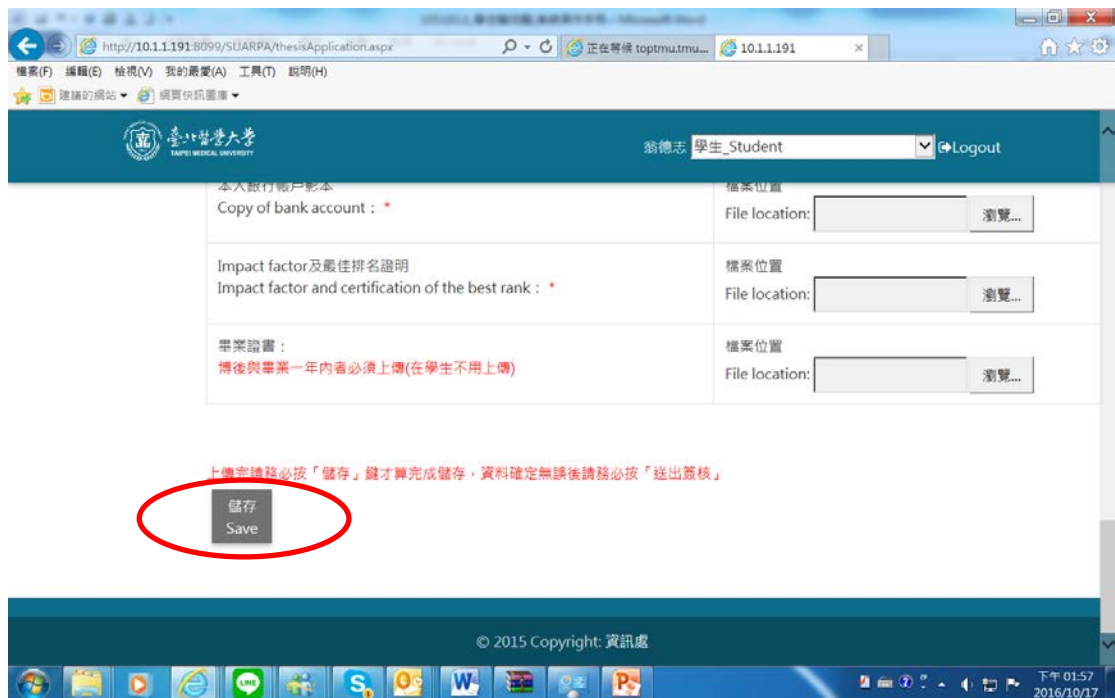 http://10.1.1.191:8099/SUARPA/thesisApplication.aspx
正在等候 toptmu.tmu...
10.1.1.191
檔案(F) 編輯(E) 檢視(V) 我的最愛(A) 工具(T) 說明(H)
建議的網站 網頁快訊圖庫
臺北醫學大學
TAIPEI MEDICAL UNIVERSITY
翁德志 學生_Student Logout
本人銀行帳戶影本
Copy of bank account： *
檔案位置
File location: 瀏覽...
Impact factor及最佳排名證明
Impact factor and certification of the best rank： *
檔案位置
File location: 瀏覽...
畢業證書：
博後與畢業一年內者必須上傳(在學生不用上傳)
檔案位置
File location: 瀏覽...
上傳完請務必按「儲存」鍵才算完成儲存，資料確定無誤後請務必按「送出簽核」
儲存
Save
© 2015 Copyright: 資訊處
下午 01:57
2016/10/17